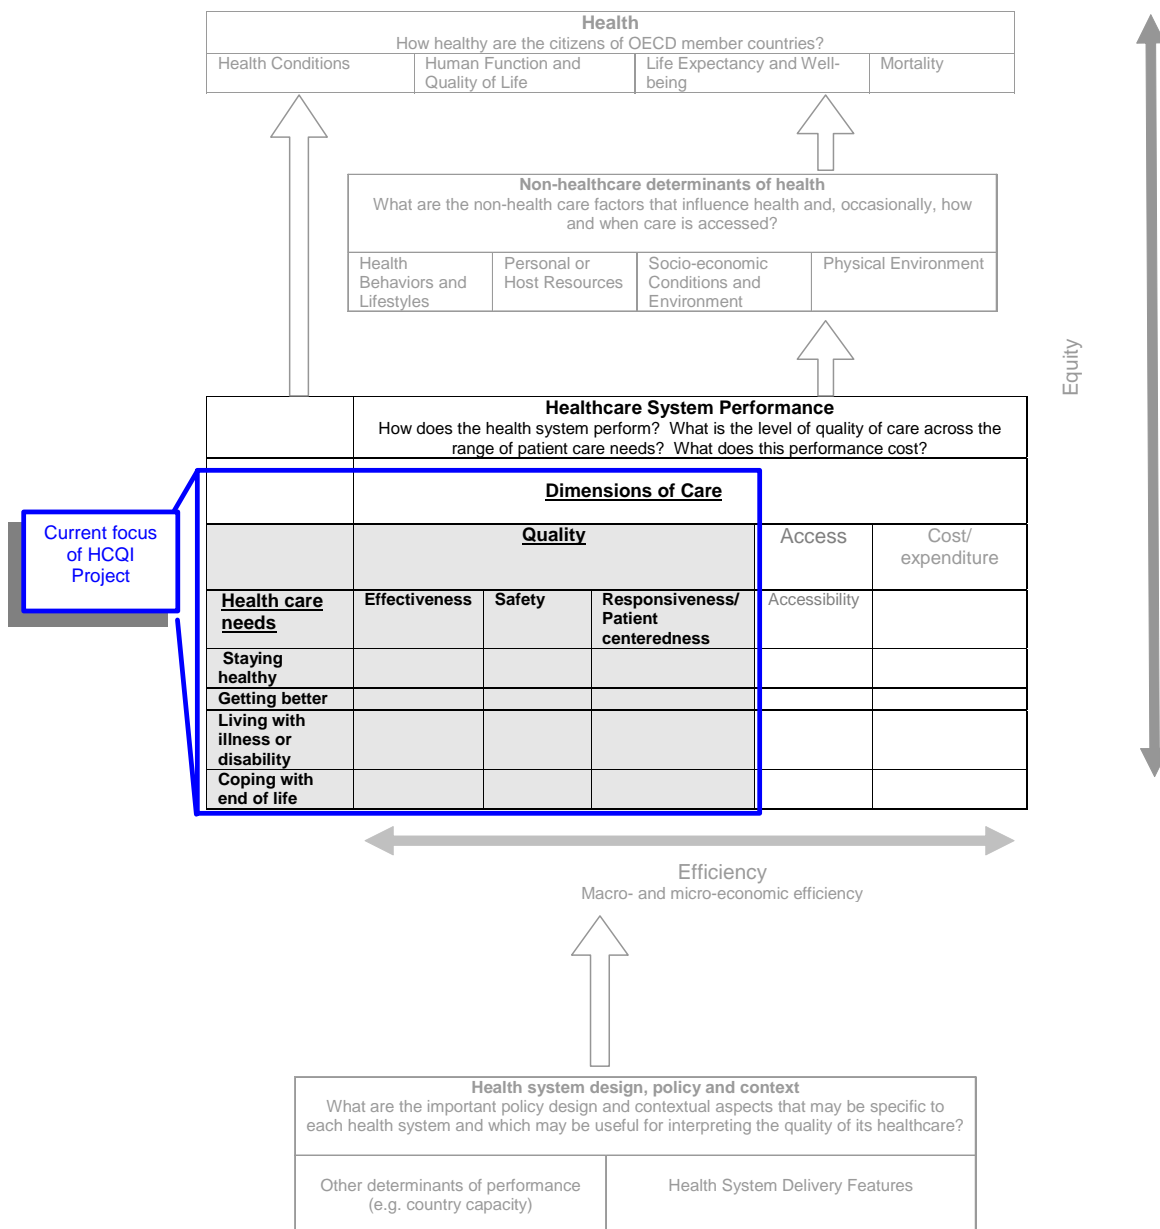 Health
How healthy are the citizens of OECD member countries?
Health Conditions
Human Function and
Quality of Life
Life Expectancy and Well-
being
Mortality
Non-healthcare determinants of health
What are the non-health care factors that influence health and, occasionally, how
and when care is accessed?
Health
Behaviors and
Lifestyles
Personal or
Host Resources
Socio-economic
Conditions and
Environment
Physical Environment
Equity
Healthcare System Performance
How does the health system perform?  What is the level of quality of care across the
range of patient care needs?  What does this performance cost?
Dimensions of Care
Current focus
of HCQI
Project
Quality
Access
Cost/
expenditure
Health care
needs
Effectiveness
Safety
Responsiveness/
Patient
centeredness
Accessibility
Staying
healthy
Getting better
Living with
illness or
disability
Coping with
end of life
Efficiency
Macro- and micro-economic efficiency
Health system design, policy and context
What are the important policy design and contextual aspects that may be specific to
each health system and which may be useful for interpreting the quality of its healthcare?
Other determinants of performance
(e.g. country capacity)
Health System Delivery Features